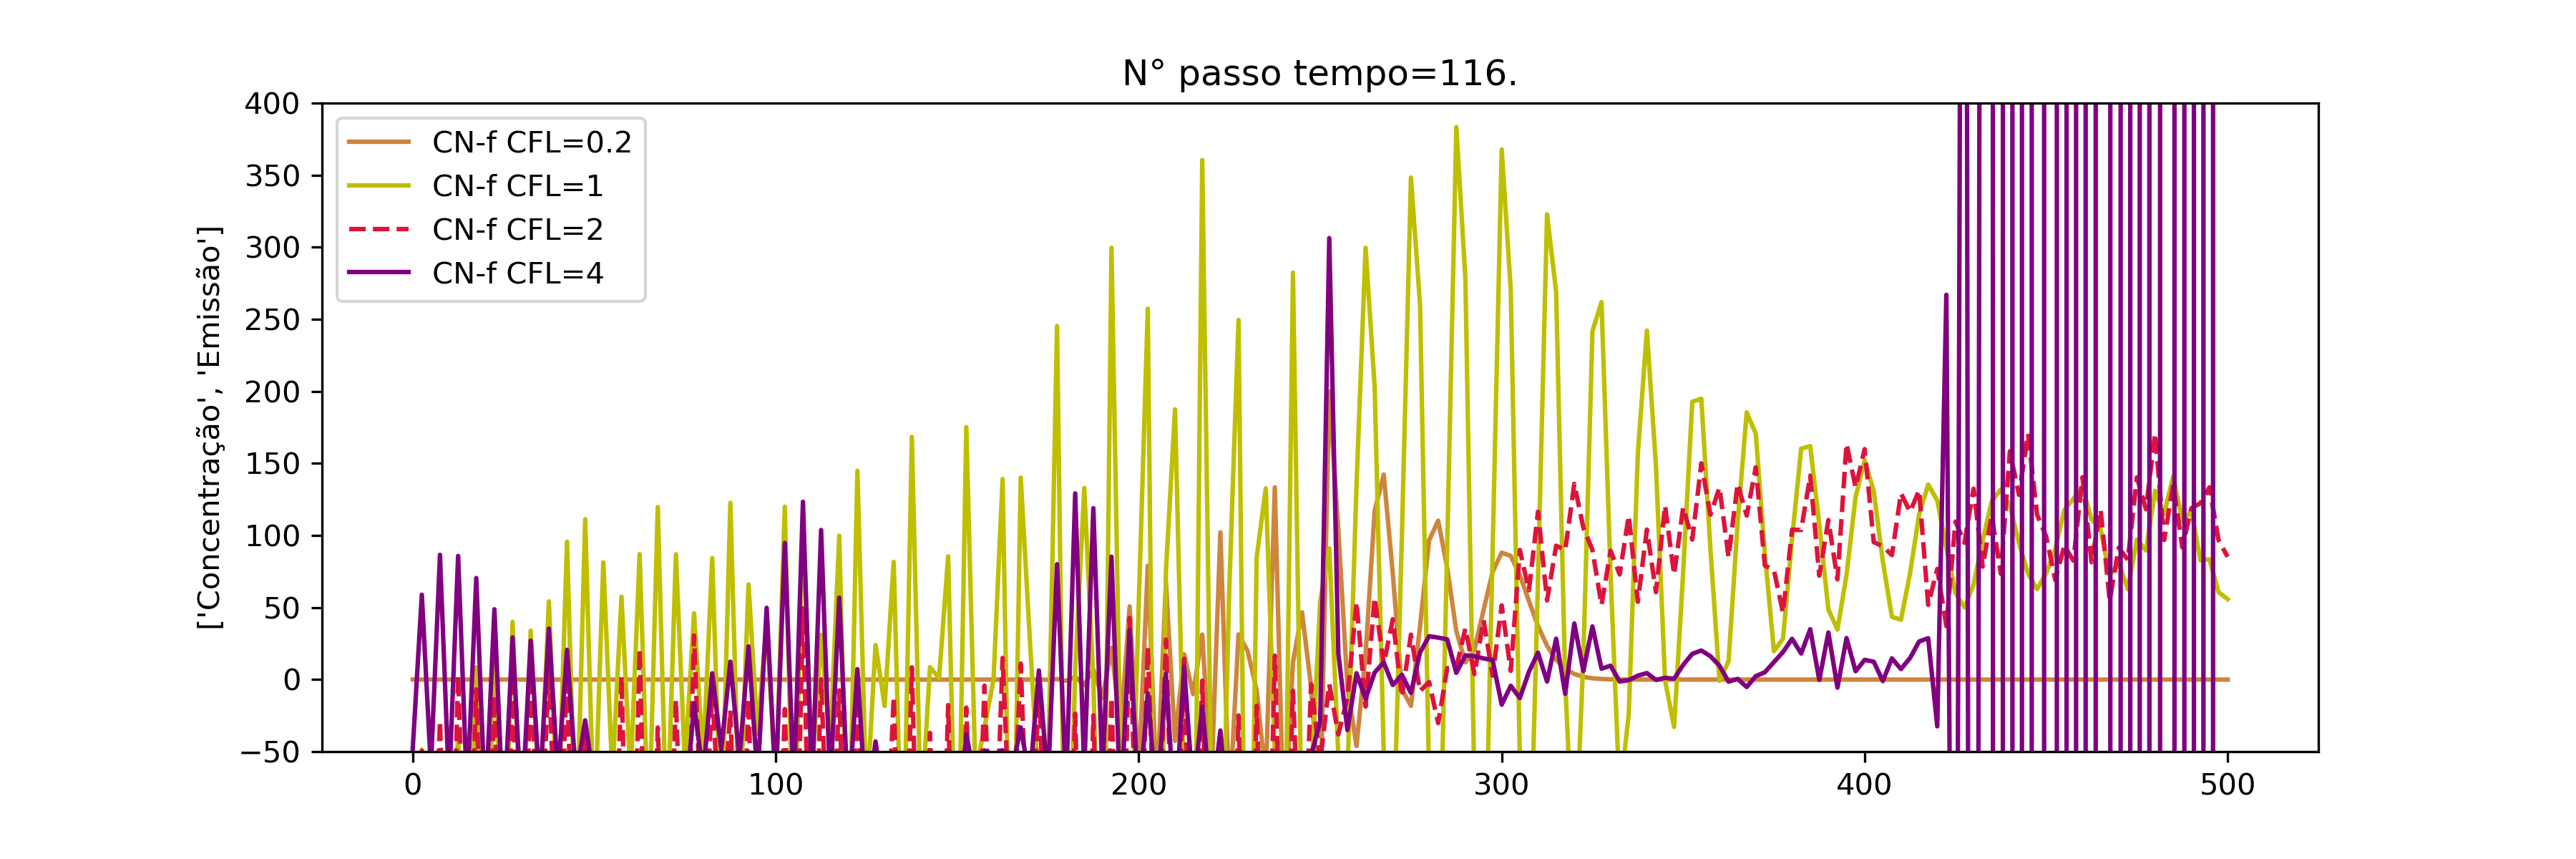 N° passo tempo=116.
400
350
300
250
200
150
100
50
0
−50
['Concentração', 'Emissão']
CN-f CFL=0.2
CN-f CFL=1
CN-f CFL=2
CN-f CFL=4
0 100 200 300 400 500